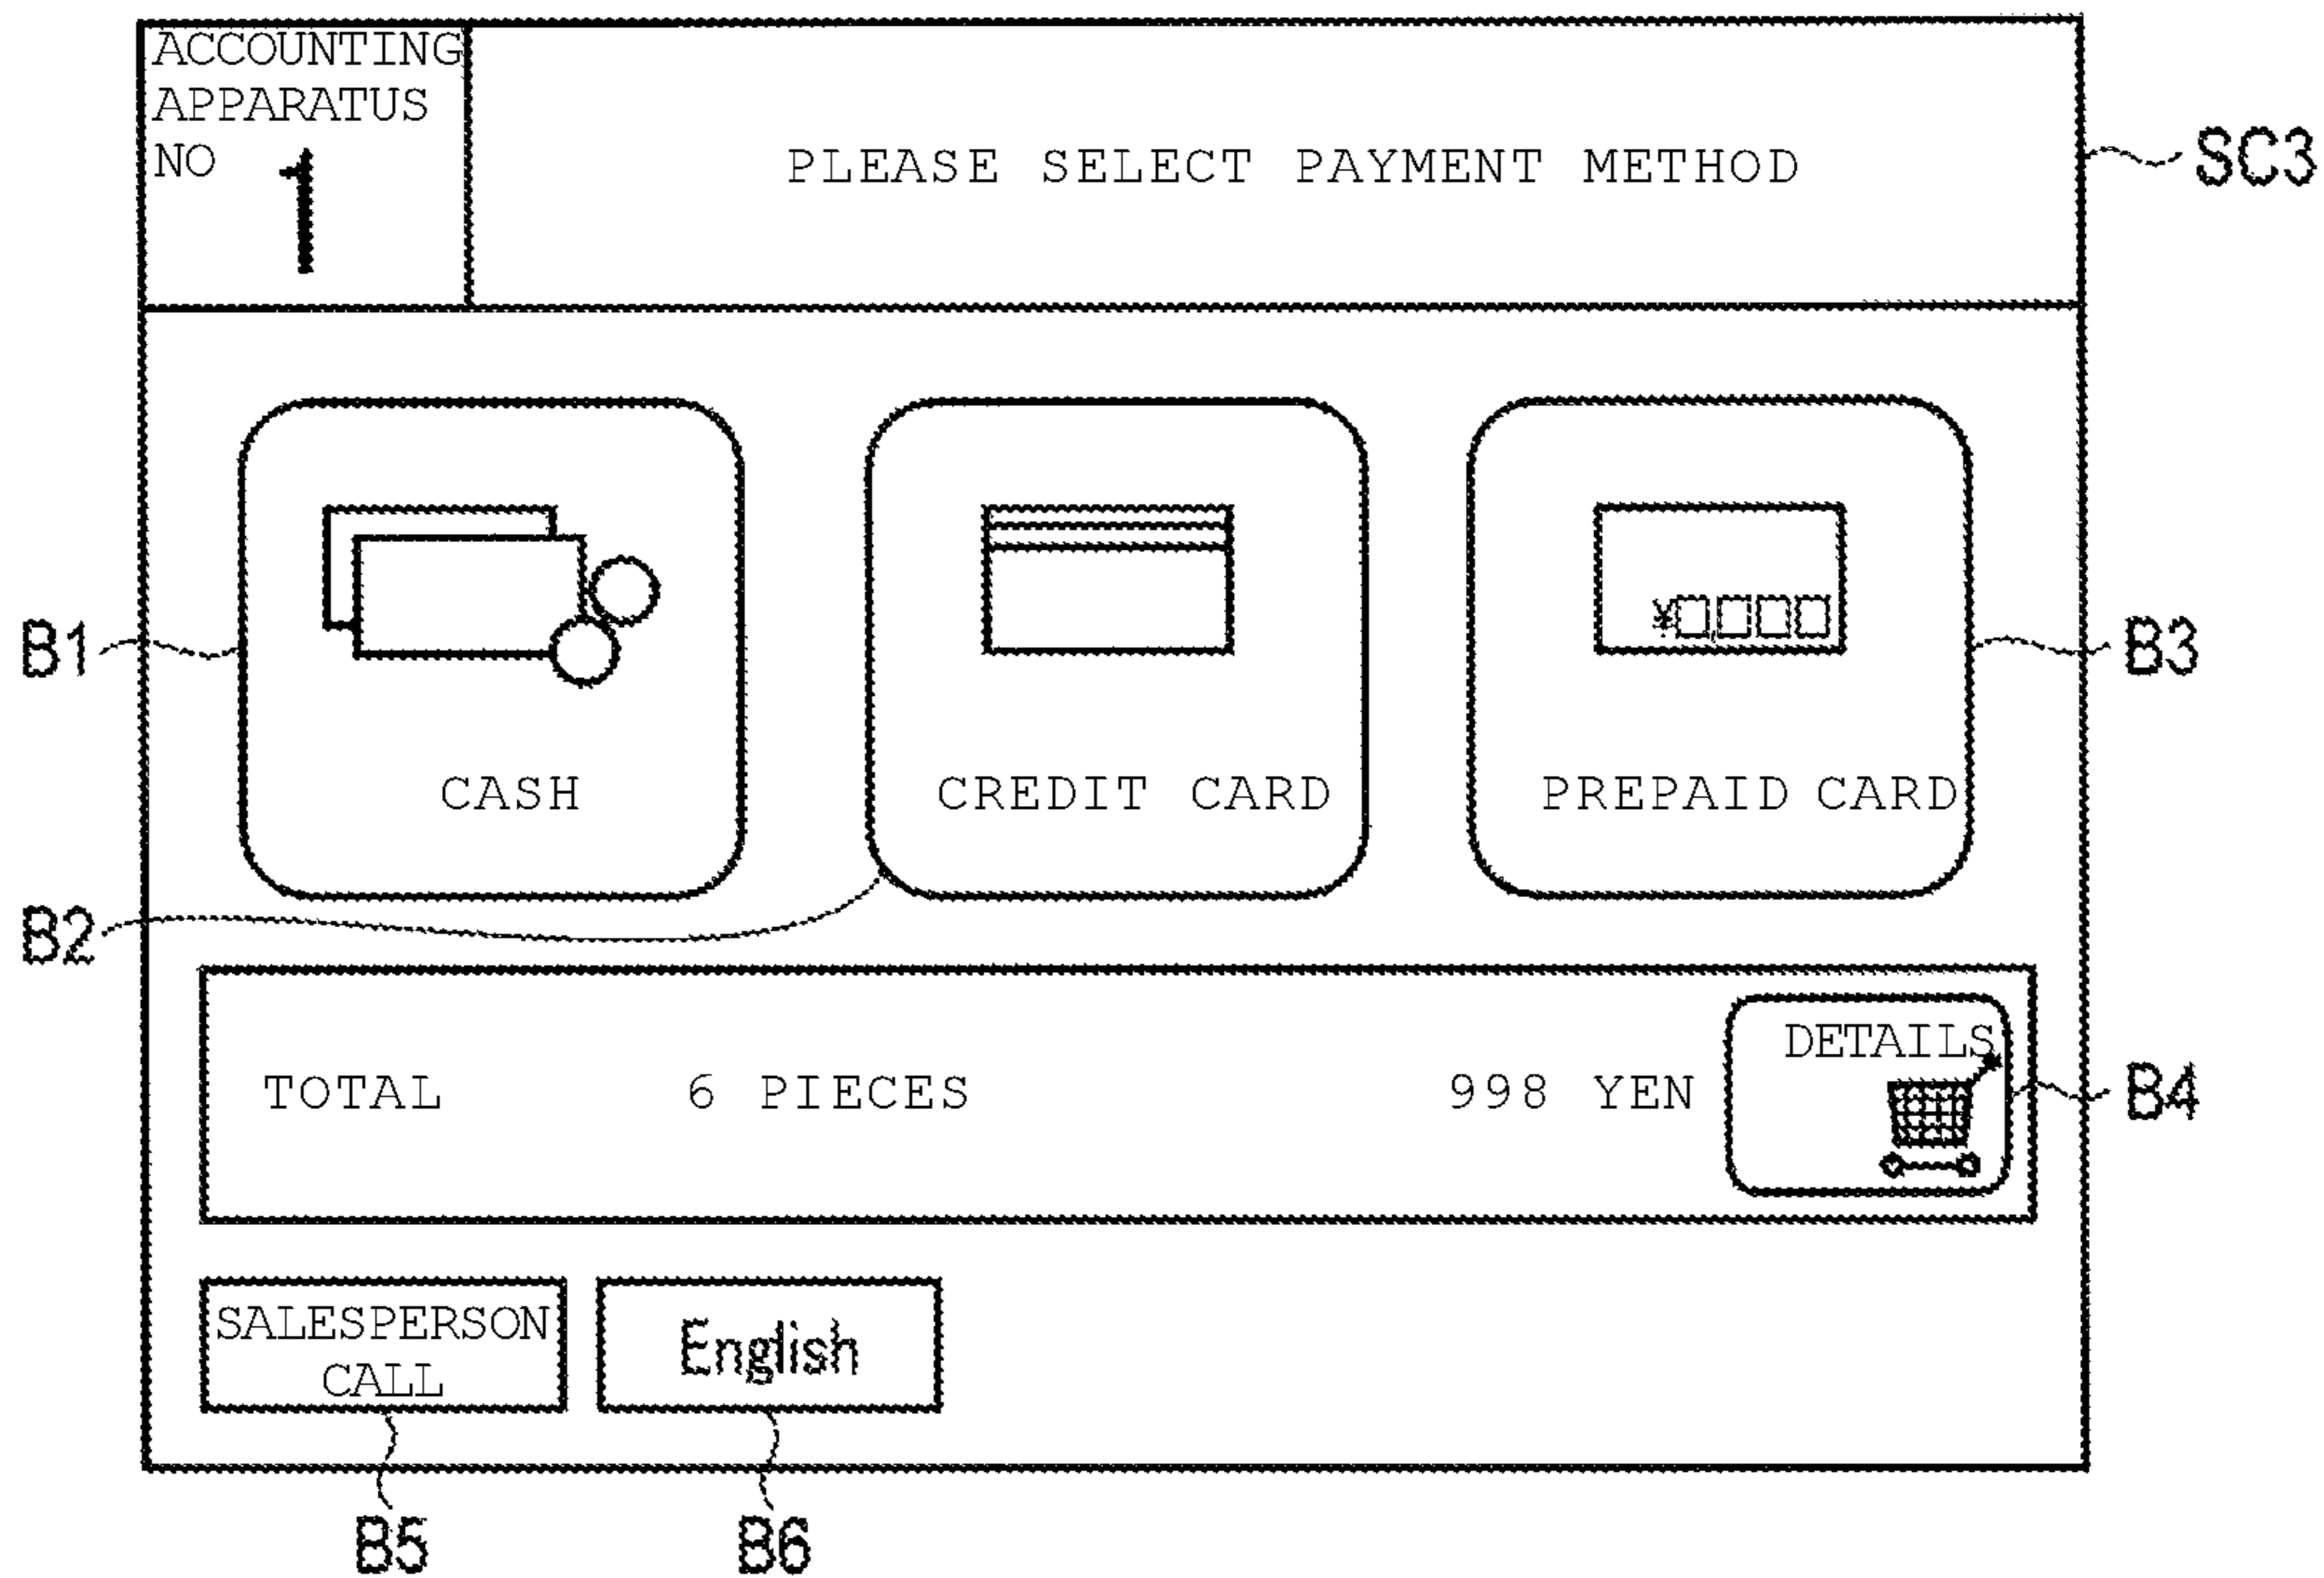 ACCOUNTING
APPARATUS
NO 1
PLEASE SELECT PAYMENT METHOD
SC3
B1
B3
¥□□□□
CASH
CREDIT CARD
PREPAID CARD
B2
DETAILS
TOTAL 6 PIECES 998 YEN
B4
SALESPERSON
CALL
English
B5
B6